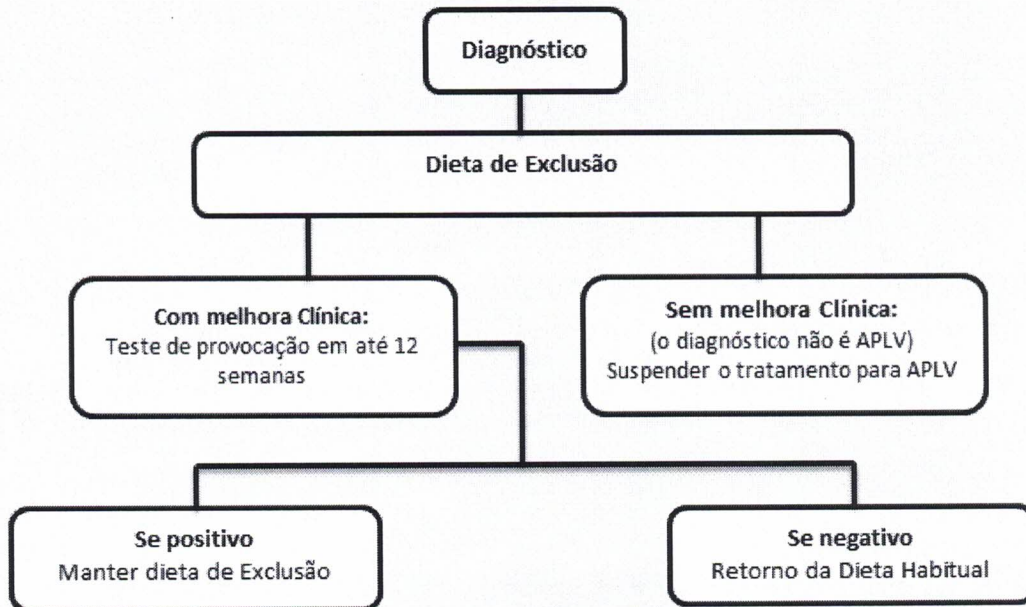 Diagnóstico
Dieta de Exclusão
Com melhora Clínica:
Teste de provocação em até 12
semanas
Sem melhora Clínica:
(o diagnóstico não é APLV)
Suspender o tratamento para APLV
Se positivo
Manter dieta de Exclusão
Se negativo
Retorno da Dieta Habitual